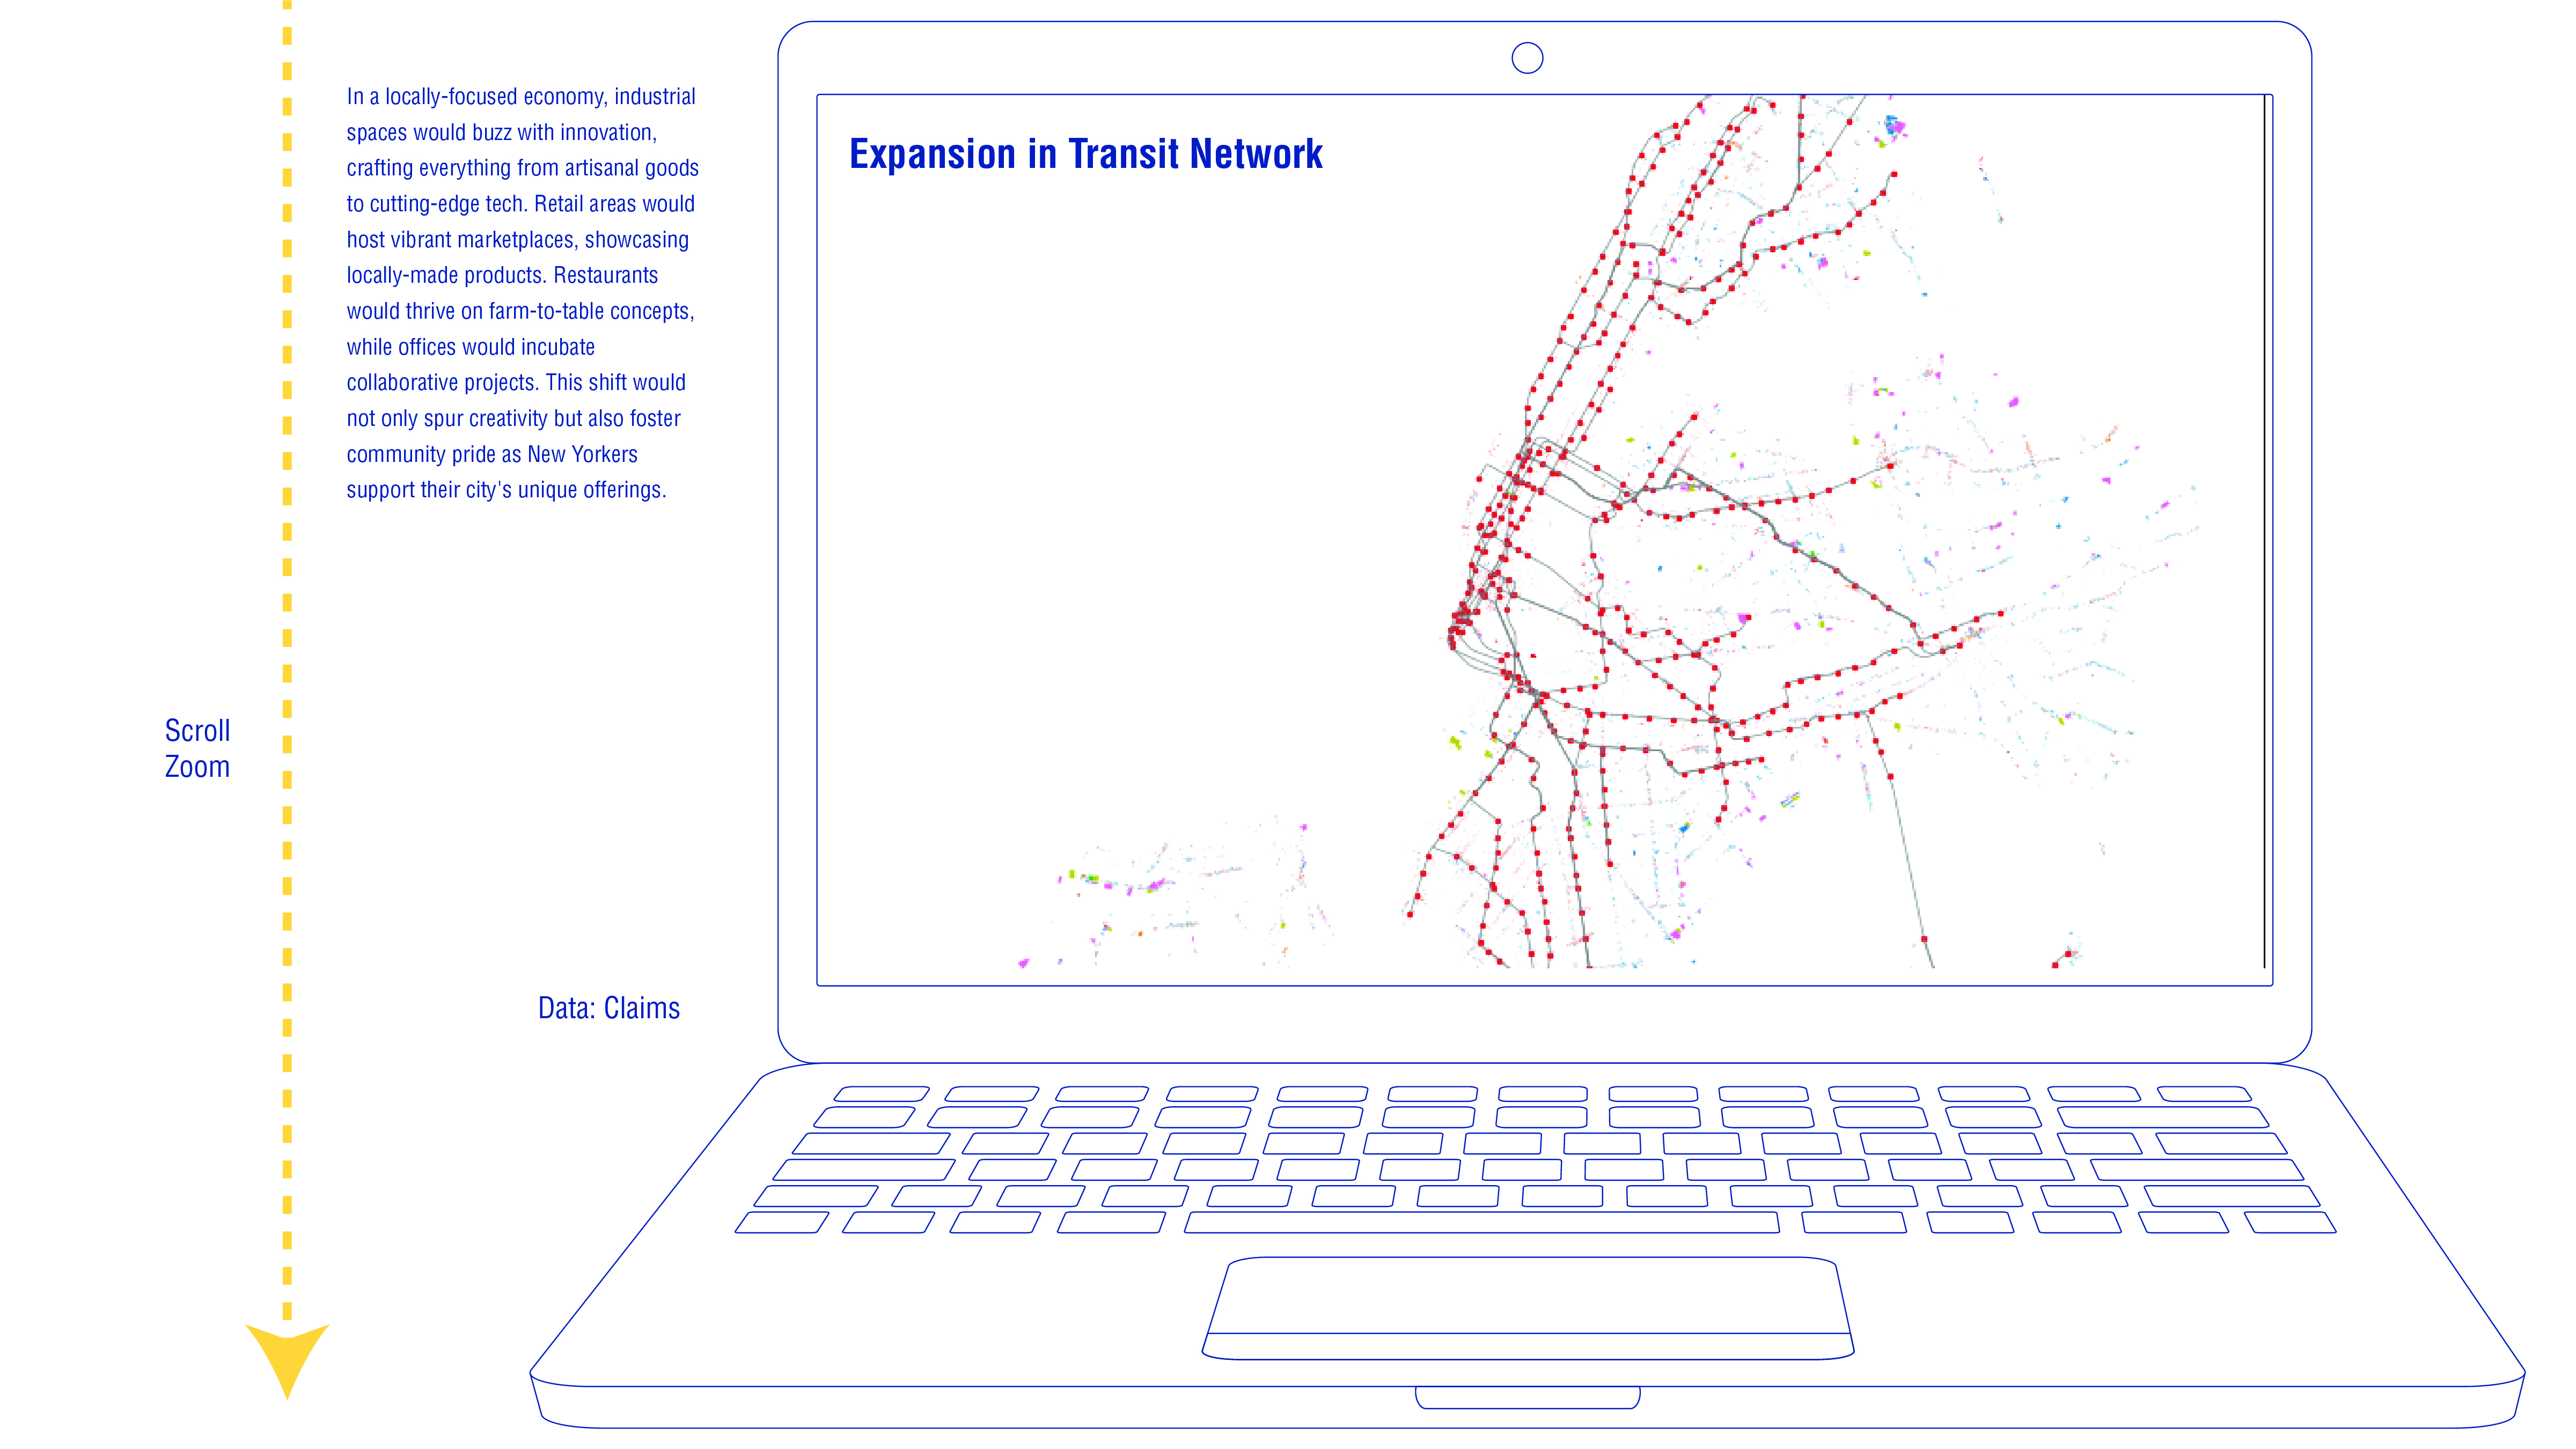 In a locally-focused economy, industrial
spaces would buzz with innovation,
crafting everything from artisanal goods
to cutting-edge tech. Retail areas would
host vibrant marketplaces, showcasing
locally-made products. Restaurants
would thrive on farm-to-table concepts,
while offices would incubate
collaborative projects. This shift would
not only spur creativity but also foster
community pride as New Yorkers
support their city's unique offerings.
Expansion in Transit Network
Scroll
Zoom
Data: Claims